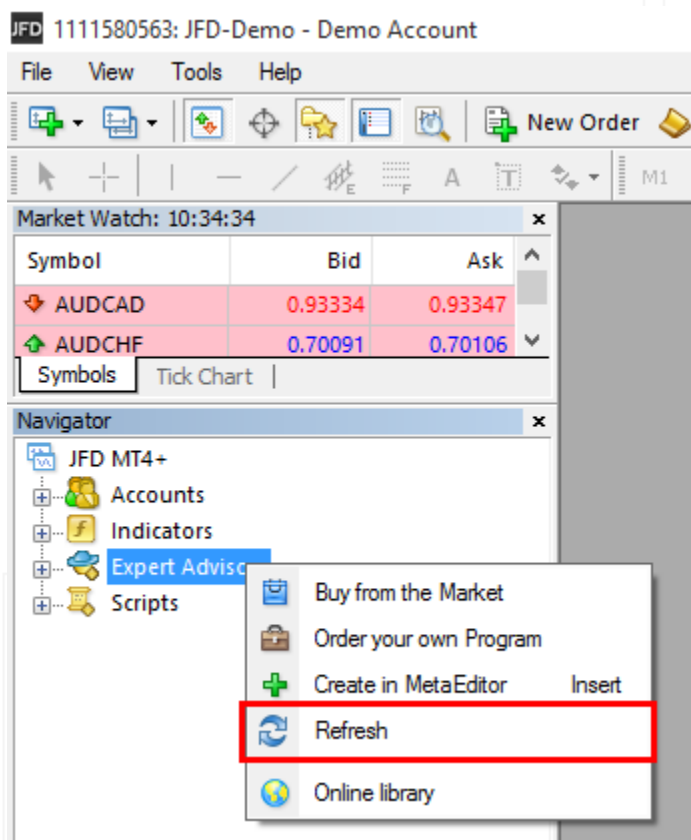 JFD 1111580563: JFD-Demo - Demo Account
File View Tools Help
New Order
E F A T M1
Market Watch: 10:34:34 x
Symbol Bid Ask
AUDCAD 0.93334 0.93347
AUDCHF 0.70091 0.70106
Symbols Tick Chart |
Navigator x
JFD MT4+
Accounts
f Indicators
Expert Advisc
Scripts
Buy from the Market
Order your own Program
Create in MetaEditor Insert
Refresh
Online library